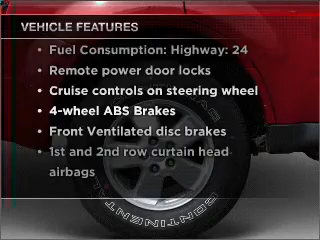 VEHICLE FEATURES
• Fuel Consumption: Highway: 24
• Remote power door locks
• Cruise controls on steering wheel
• 4-wheel ABS Brakes
• Front Ventilated disc brakes
• 1st and 2nd row curtain head
airbags
CONTINENTAL